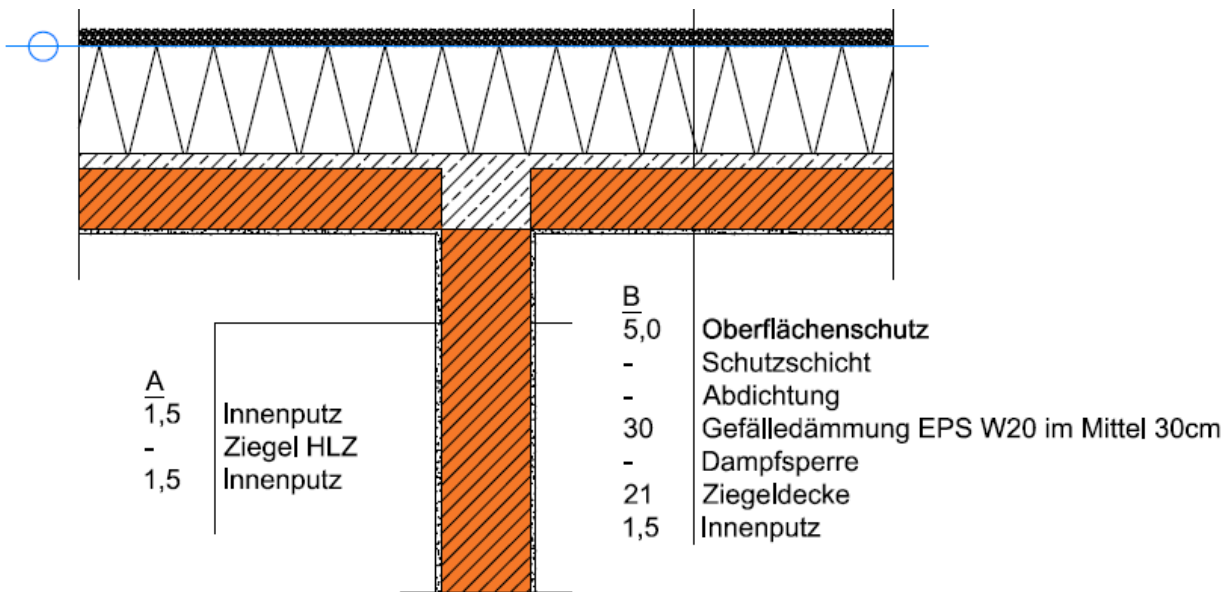 A
1,5 Innenputz
- Ziegel HLZ
1,5 Innenputz
B
5,0 Oberflächenschutz
- Schutzschicht
- Abdichtung
30 Gefälledämmung EPS W20 im Mittel 30cm
- Dampfsperre
21 Ziegeldecke
1,5 Innenputz